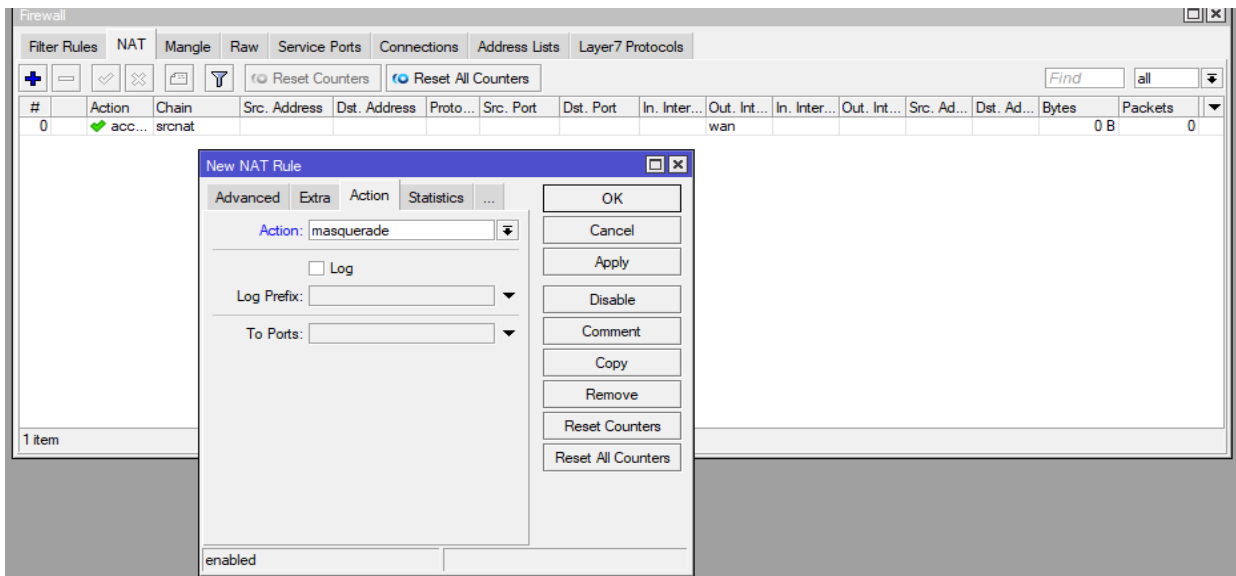 Firewall
Filter Rules NAT Mangle Raw Service Ports Connections Address Lists Layer7 Protocols
Reset Counters Reset All Counters Find all
# Action Chain Src. Address Dst. Address Proto... Src. Port Dst. Port In. Inter... Out. Int... In. Inter... Out. Int... Src. Ad... Dst. Ad... Bytes Packets
0 acc... srcnat wan 0 B 0
New NAT Rule
Advanced Extra Action Statistics ...
OK
Action: masquerade
Cancel
Log
Apply
Log Prefix:
Disable
To Ports:
Comment
Copy
Remove
Reset Counters
1 item
Reset All Counters
enabled